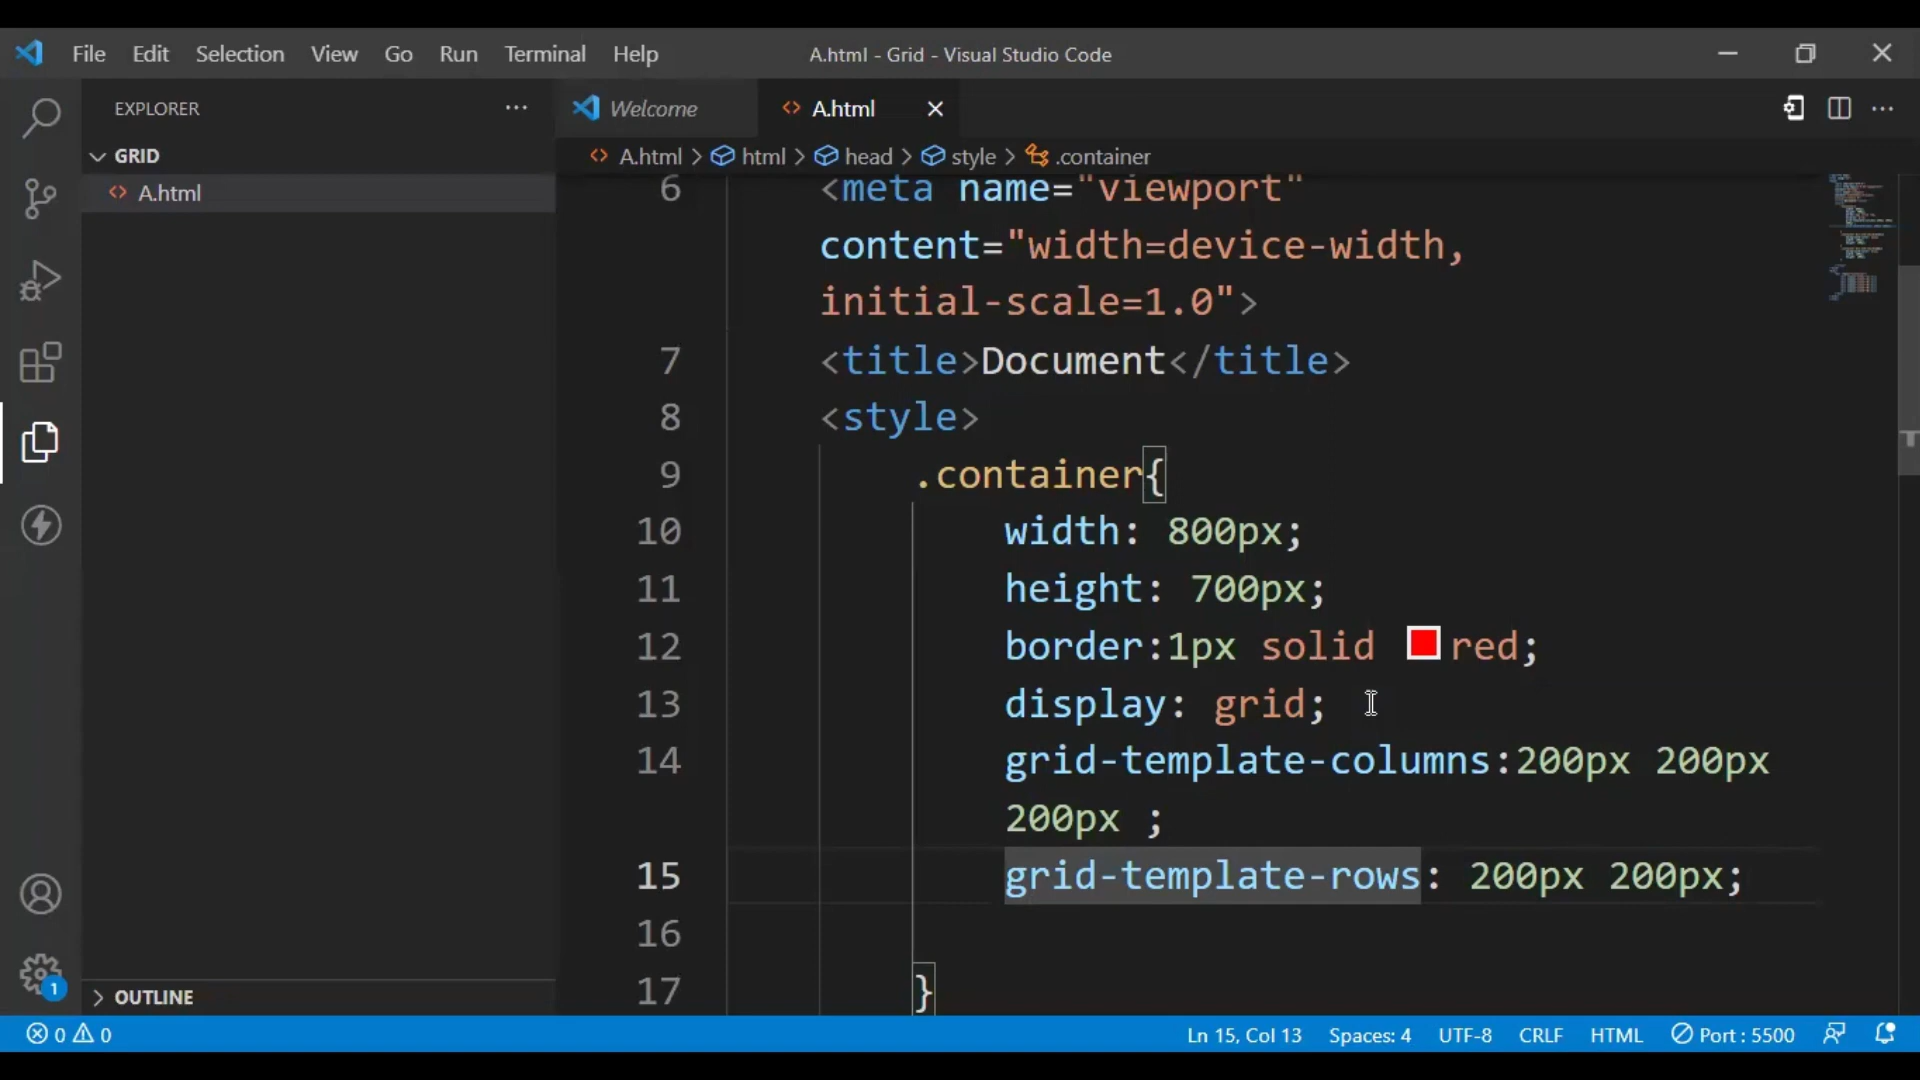 File Edit Selection View Go Run Terminal Help A.html - Grid - Visual Studio Code
EXPLORER ··· Welcome A.html
GRID
A.html
A.html > html > head > style > .container
6 <meta name="viewport"
content="width=device-width,
initial-scale=1.0">
7 <title>Document</title>
8 <style>
9 .container{
10 width: 800px;
11 height: 700px;
12 border:1px solid red;
13 display: grid;
14 grid-template-columns:200px 200px
200px ;
15 grid-template-rows: 200px 200px;
16
17 }
OUTLINE
1
0 0 Ln 15, Col 13 Spaces: 4 UTF-8 CRLF HTML Port : 5500